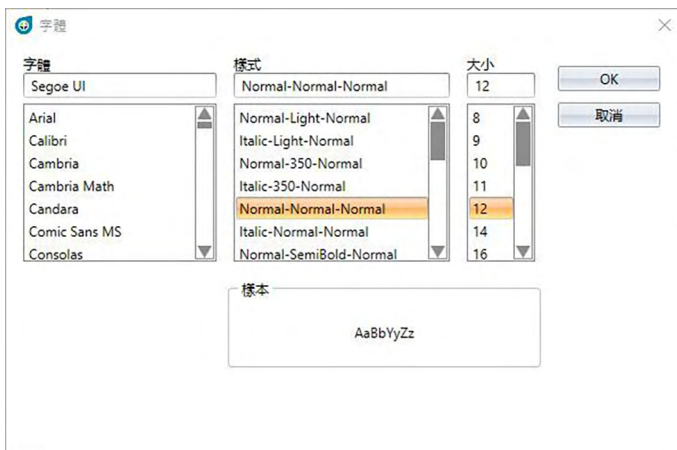 字體
字體 樣式 大小
Segoe UI Normal-Normal-Normal 12 OK
Arial Normal-Light-Normal 8 取消
Calibri Italic-Light-Normal 9
Cambria Normal-350-Normal 10
Cambria Math Italic-350-Normal 11
Candara Normal-Normal-Normal 12
Comic Sans MS Italic-Normal-Normal 14
Consolas Normal-SemiBold-Normal 16
樣本
AaBbYyZz